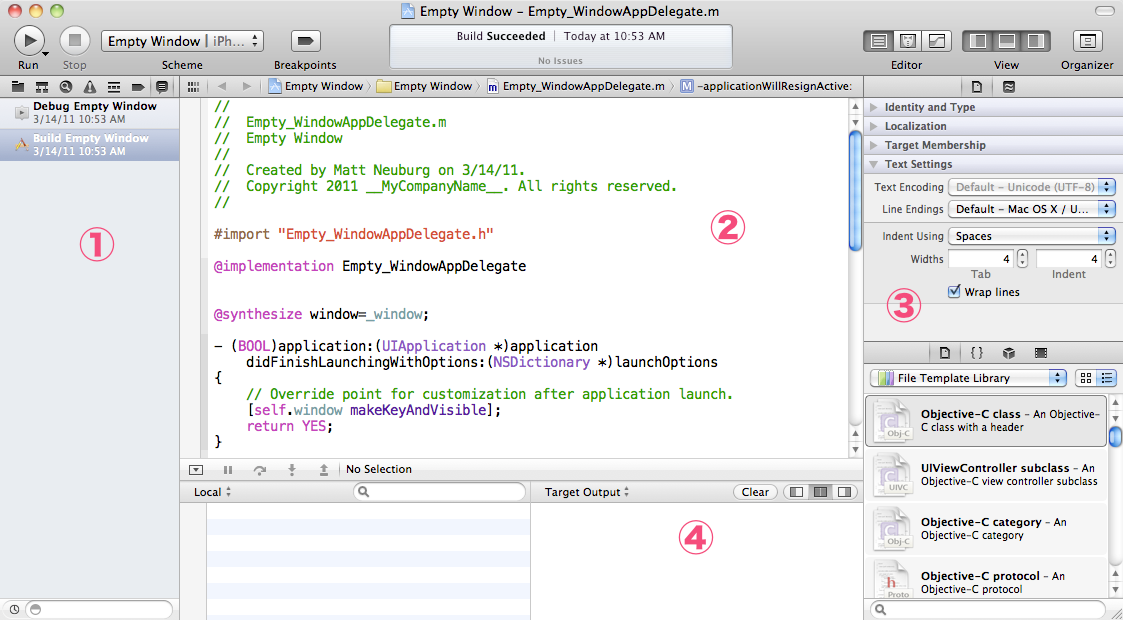 Empty Window – Empty_WindowAppDelegate.m
Run
Stop
Empty Window | iPh...
Scheme
Breakpoints
Build Succeeded | Today at 10:53 AM
No Issues
Editor
View
Organizer
Empty Window
Empty Window
m Empty_WindowAppDelegate.m
M -applicationWillResignActive:
Debug Empty Window
3/14/11 10:53 AM
Build Empty Window
3/14/11 10:53 AM
1
//
// Empty_WindowAppDelegate.m
// Empty Window
//
// Created by Matt Neuburg on 3/14/11.
// Copyright 2011 __MyCompanyName__. All rights reserved.
//
2
#import "Empty_WindowAppDelegate.h"
@implementation Empty_WindowAppDelegate
@synthesize window=_window;
– (BOOL)application:(UIApplication *)application
didFinishLaunchingWithOptions:(NSDictionary *)launchOptions
{
// Override point for customization after application launch.
[self.window makeKeyAndVisible];
return YES;
}
No Selection
Local
Target Output
Clear
4
Identity and Type
Localization
Target Membership
Text Settings
Text Encoding Default – Unicode (UTF-8)
Line Endings Default – Mac OS X / U...
Indent Using Spaces
Widths 4 4
Tab Indent
3
Wrap lines
{ }
File Template Library
Obj-C
Objective-C class – An Objective-
C class with a header
UIVC
UIViewController subclass – An
Objective-C view controller subclass
Obj-C
Objective-C category – An
Objective-C category
h
Proto
Objective-C protocol – An
Objective-C protocol